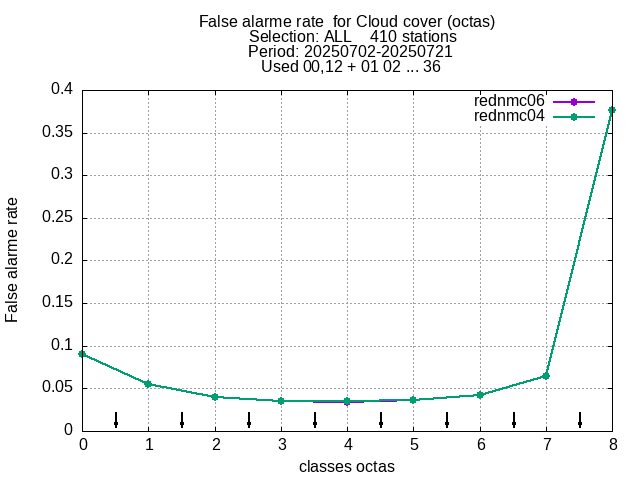 False alarme rate  for Cloud cover (octas)
Selection: ALL    410 stations
Period: 20250702-20250721
Used 00,12 + 01 02 ... 36
rednmc06
rednmc04
False alarme rate
0.4
0.35
0.3
0.25
0.2
0.15
0.1
0.05
0
0 1 2 3 4 5 6 7 8
classes octas